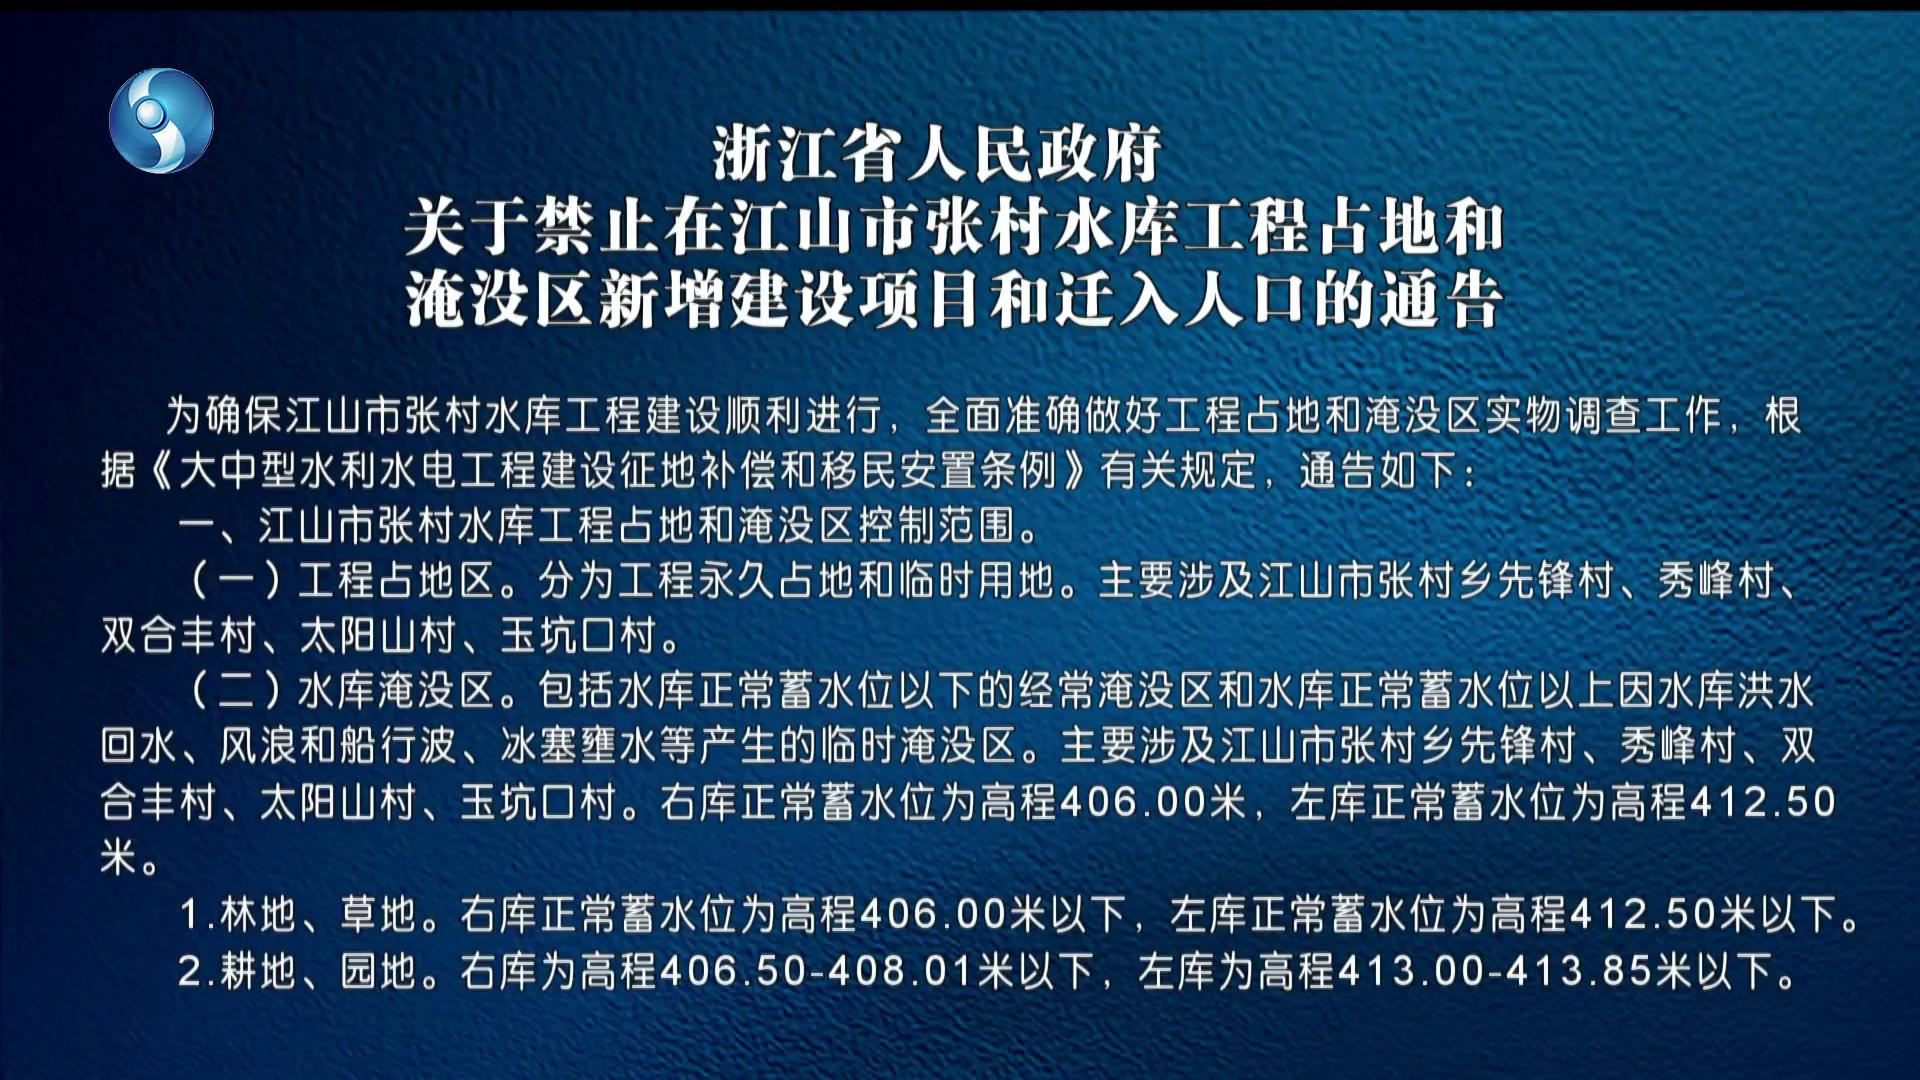 浙江省人民政府
关于禁止在江山市张村水库工程占地和
淹没区新增建设项目和迁入人口的通告
为确保江山市张村水库工程建设顺利进行，全面准确做好工程占地和淹没区实物调查工作，根
据《大中型水利水电工程建设征地补偿和移民安置条例》有关规定，通告如下：
一、江山市张村水库工程占地和淹没区控制范围。
（一）工程占地区。分为工程永久占地和临时用地。主要涉及江山市张村乡先锋村、秀峰村、
双合丰村、太阳山村、玉坑口村。
（二）水库淹没区。包括水库正常蓄水位以下的经常淹没区和水库正常蓄水位以上因水库洪水
回水、风浪和船行波、冰塞壅水等产生的临时淹没区。主要涉及江山市张村乡先锋村、秀峰村、双
合丰村、太阳山村、玉坑口村。右库正常蓄水位为高程406.00米，左库正常蓄水位为高程412.50
米。
1.林地、草地。右库正常蓄水位为高程406.00米以下，左库正常蓄水位为高程412.50米以下。
2.耕地、园地。右库为高程406.50-408.01米以下，左库为高程413.00-413.85米以下。